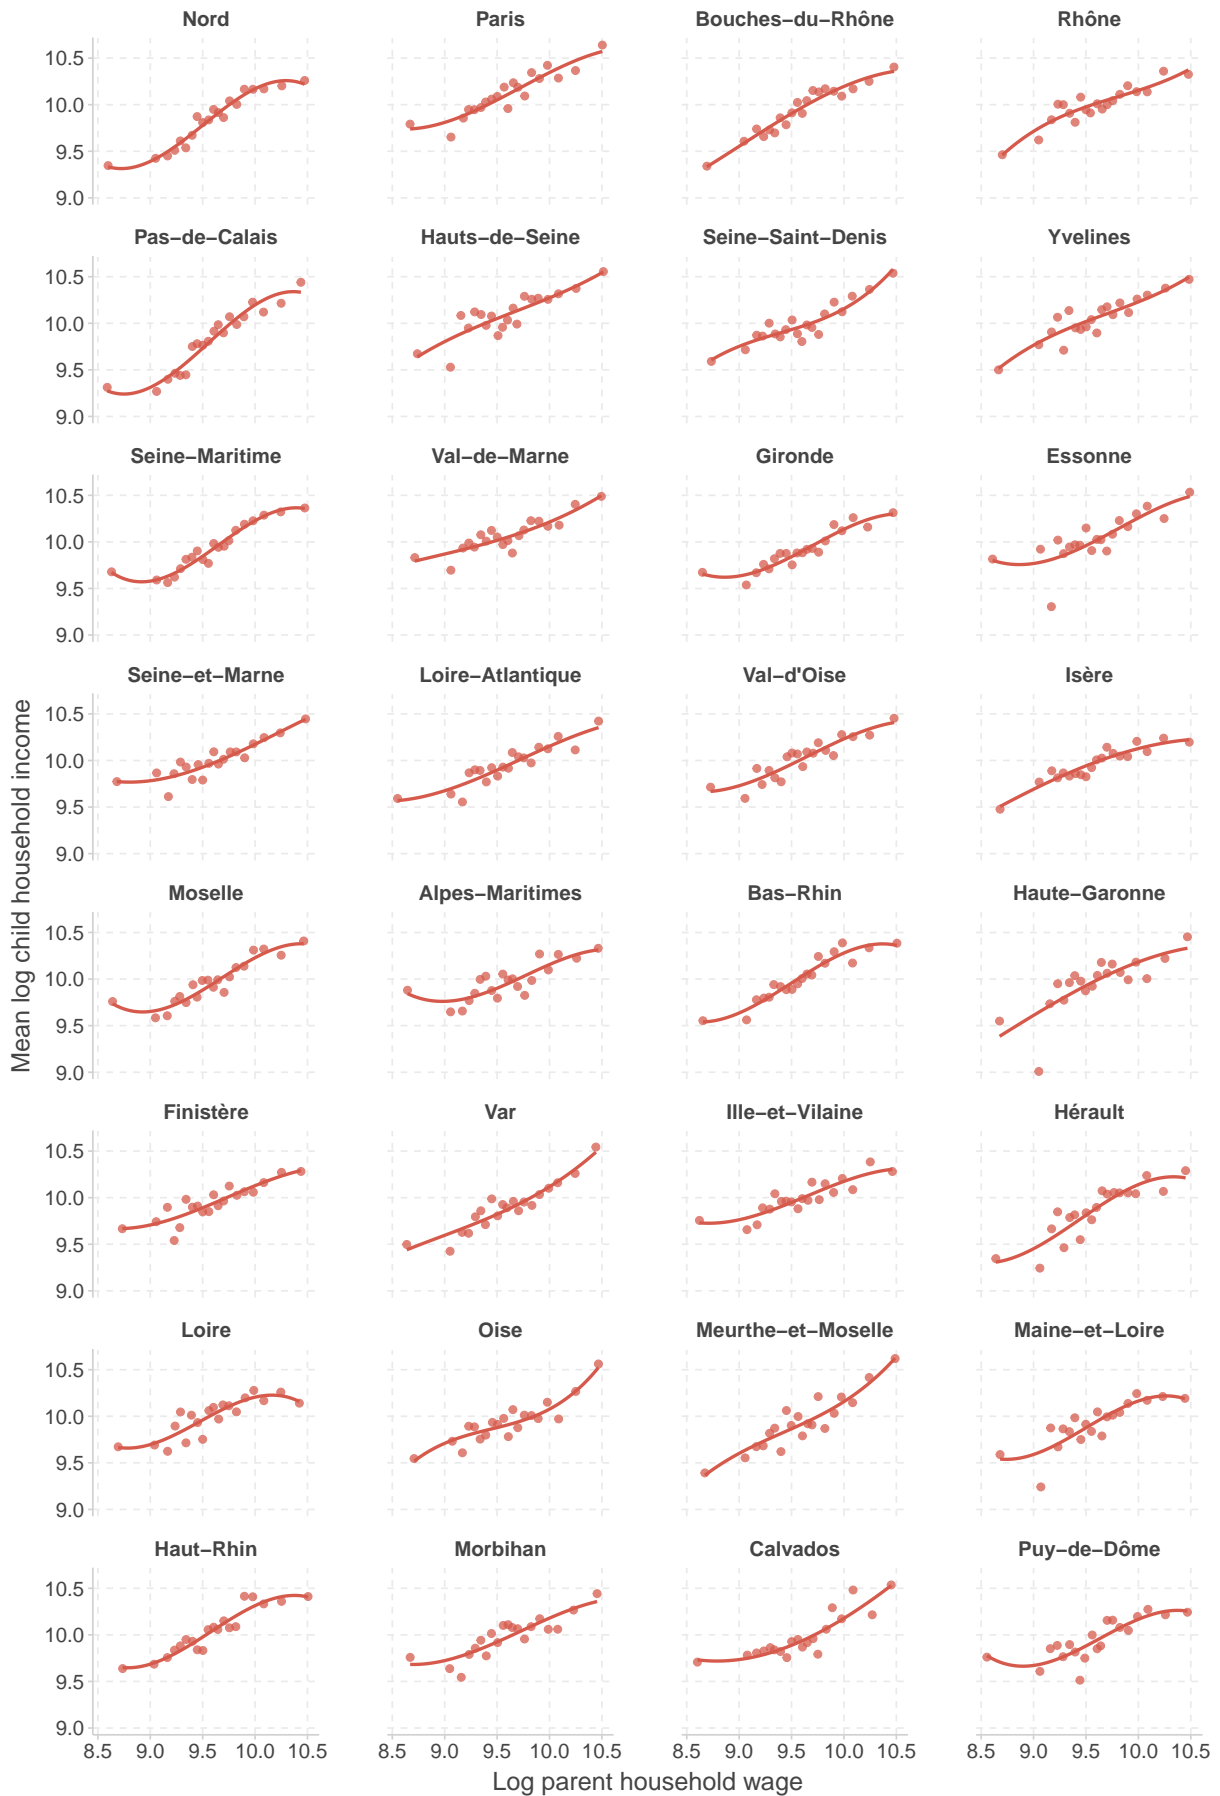 Nord Paris Bouches−du−Rhône Rhône
10.5
10.0
9.5
9.0
Pas−de−Calais Hauts−de−Seine Seine−Saint−Denis Yvelines
10.5
10.0
9.5
9.0
Seine−Maritime Val−de−Marne Gironde Essonne
10.5
10.0
9.5
9.0
Seine−et−Marne Loire−Atlantique Val−d'Oise Isère
10.5
10.0
9.5
9.0
Mean log child household income
Moselle Alpes−Maritimes Bas−Rhin Haute−Garonne
10.5
10.0
9.5
9.0
Finistère Var Ille−et−Vilaine Hérault
10.5
10.0
9.5
9.0
Loire Oise Meurthe−et−Moselle Maine−et−Loire
10.5
10.0
9.5
9.0
Haut−Rhin Morbihan Calvados Puy−de−Dôme
10.5
10.0
9.5
9.0
8.5 9.0 9.5 10.0 10.5 8.5 9.0 9.5 10.0 10.5 8.5 9.0 9.5 10.0 10.5 8.5 9.0 9.5 10.0 10.5
Log parent household wage